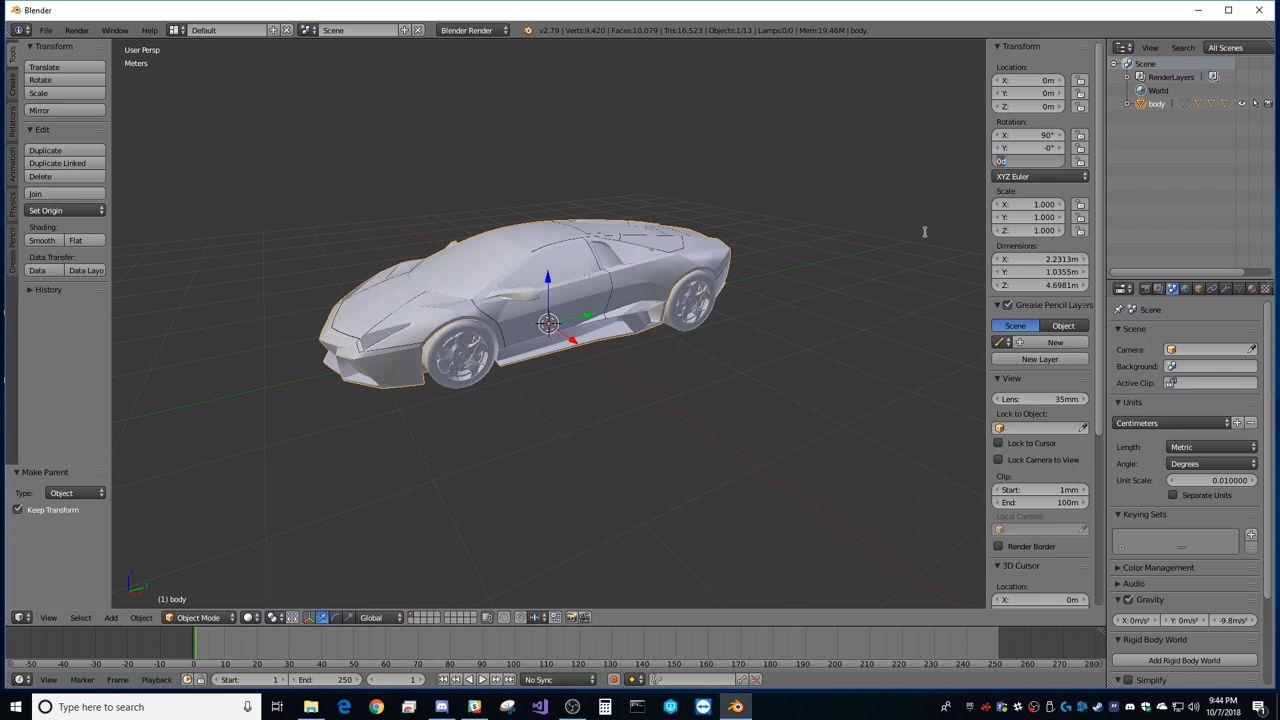 Blender
File
Render
Window
Help
Default
Scene
Blender Render
v2.79 | Verts:9,420 | Faces:10,079 | Tris:16,523 | Objects:1/13 | Lamps:0/0 | Mem:19.46M | body
Tools
Create
Relations
Animation
Physics
Grease Pencil
Transform
Translate
Rotate
Scale
Mirror
Edit
Duplicate
Duplicate Linked
Delete
Join
Set Origin
Shading:
Smooth
Flat
Data Transfer:
Data
Data Layo
History
Make Parent
Type:
Object
Keep Transform
User Persp
Meters
(1) body
Transform
Location:
X: 0m
Y: 0m
Z: 0m
Rotation:
X: 90°
Y: -0°
0d
XYZ Euler
Scale:
X: 1.000
Y: 1.000
Z: 1.000
Dimensions:
X: 2.2313m
Y: 1.0355m
Z: 4.6981m
Grease Pencil Layers
Scene
Object
New
New Layer
View
Lens: 35mm
Lock to Object:
Lock to Cursor
Lock Camera to View
Clip:
Start: 1mm
End: 100m
Local Camera:
Render Border
3D Cursor
Location:
X: 0m
View
Search
All Scenes
Scene
RenderLayers
World
body
Scene
Scene
Camera:
Background:
Active Clip:
Units
Centimeters
Length: Metric
Angle: Degrees
Unit Scale: 0.010000
Separate Units
Keying Sets
Color Management
Audio
Gravity
X: 0m/s²
Y: 0m/s²
-9.8m/s²
Rigid Body World
Add Rigid Body World
Simplify
View
Select
Add
Object
Object Mode
Global
-50 -40 -30 -20 -10 0 10 20 30 40 50 60 70 80 90 100 110 120 130 140 150 160 170 180 190 200 210 220 230 240 250 260 270 280
View
Marker
Frame
Playback
Start: 1
End: 250
1
No Sync
Type here to search
9:44 PM
10/7/2018